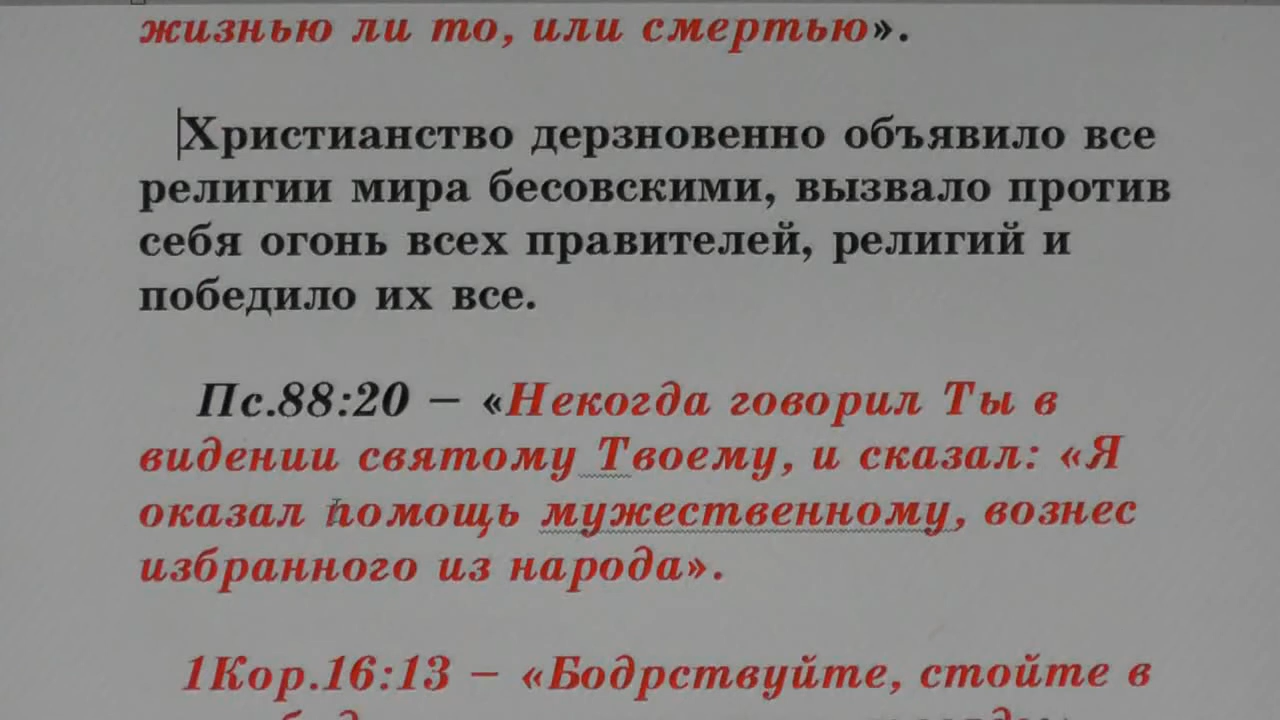 жизнью ли то, или смертью».
Христианство дерзновенно объявило все
религии мира бесовскими, вызвало против
себя огонь всех правителей, религий и
победило их все.
Пс.88:20 – «Некогда говорил Ты в
видении святому Твоему, и сказал: «Я
оказал помощь мужественному, вознес
избранного из народа».
1Кор.16:13 – «Бодрствуйте, стойте в